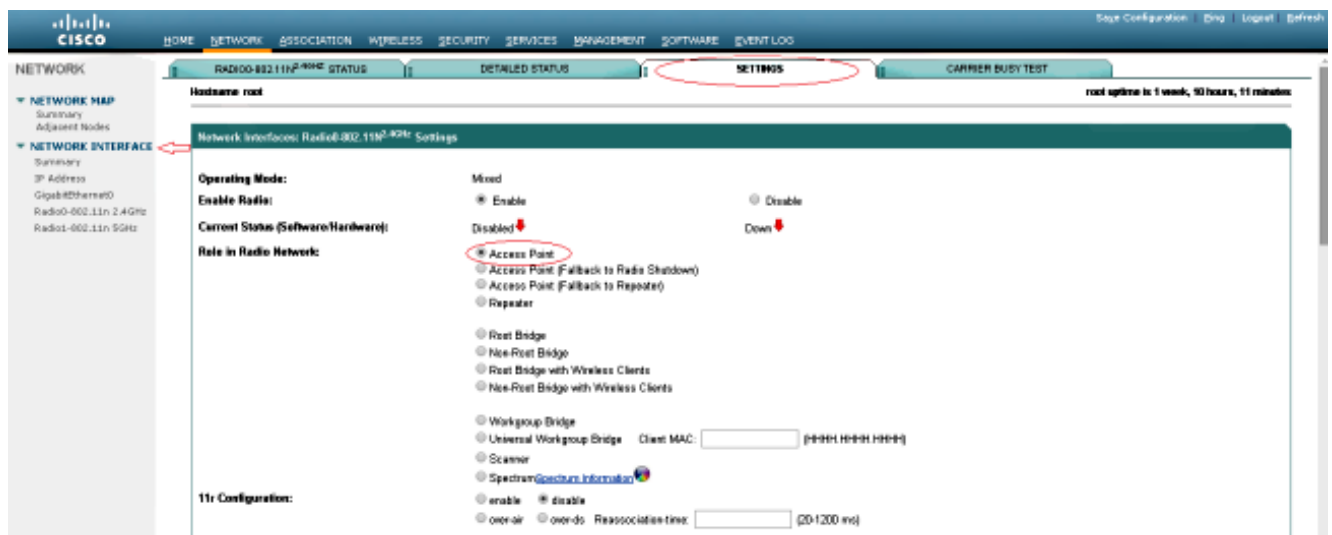 Save Configuration | Ping | Logout | Refresh
CISCO
HOME NETWORK ASSOCIATION WIRELESS SECURITY SERVICES MANAGEMENT SOFTWARE EVENT LOG
NETWORK
RADIO0-802.11N2.4GHZ STATUS
DETAILED STATUS
SETTINGS
CARRIER BUSY TEST
NETWORK MAP
Summary
Adjacent Nodes
NETWORK INTERFACE
Summary
IP Address
GigabitEthernet0
Radio0-802.11n 2.4GHz
Radio1-802.11n 5GHz
Hostname root
root uptime is 1 week, 10 hours, 11 minutes
Network Interfaces: Radio0-802.11N2.4GHz Settings
Operating Mode: Mixed
Enable Radio: Enable Disable
Current Status (Software/Hardware): Disabled Down
Role in Radio Network: Access Point
Access Point (Fallback to Radio Shutdown)
Access Point (Fallback to Repeater)
Repeater
Root Bridge
Non-Root Bridge
Root Bridge with Wireless Clients
Non-Root Bridge with Wireless Clients
Workgroup Bridge
Universal Workgroup Bridge Client MAC: (HHHH.HHHH.HHHH)
Scanner
Spectrum Spectrum Information
11r Configuration: enable disable
over-air over-ds Reassociation-time: (20-1200 ms)